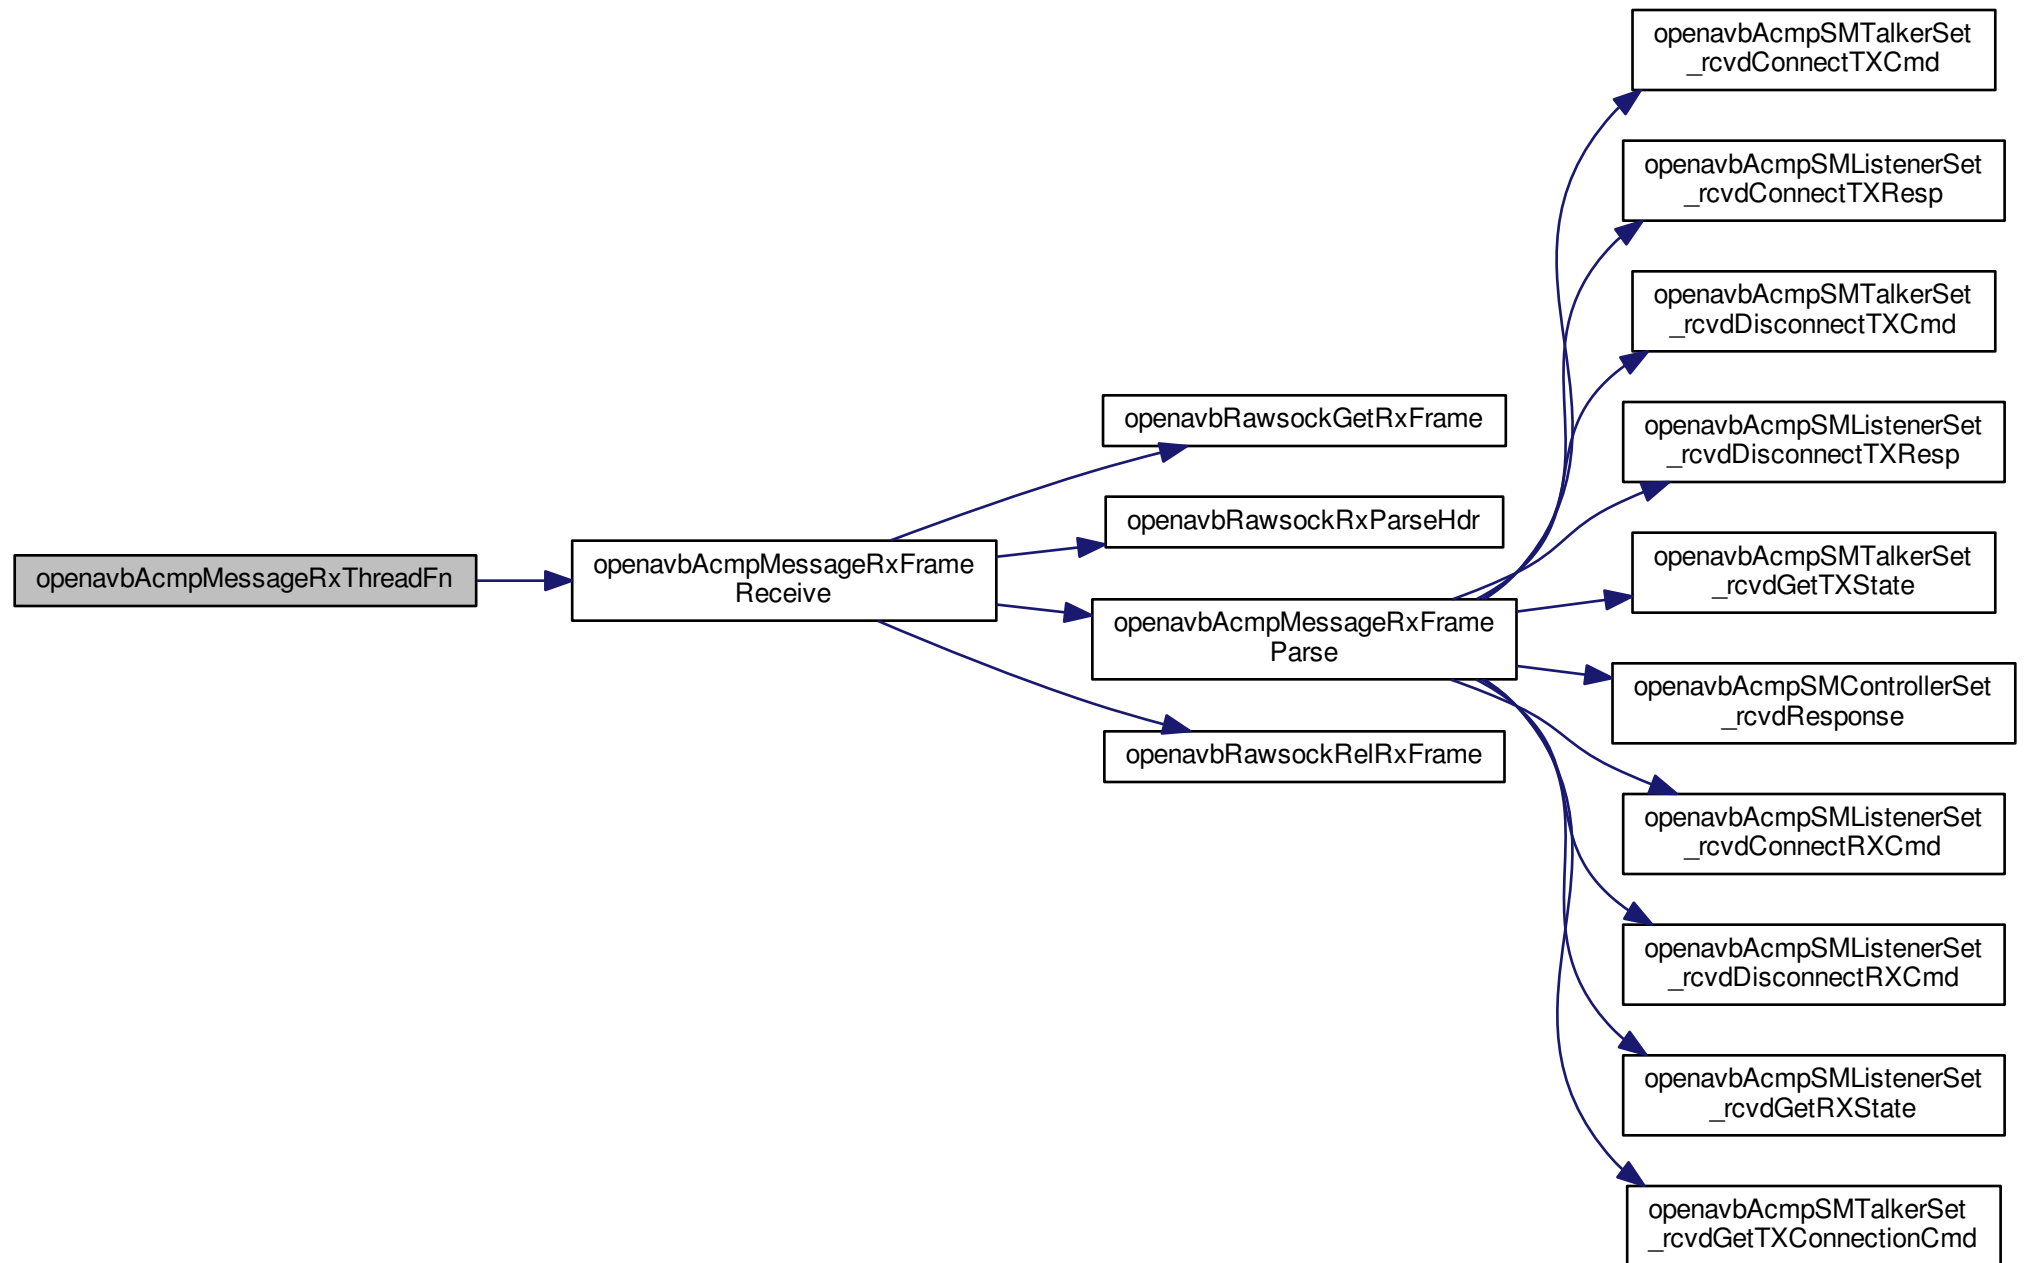 openavbAcmpMessageRxThreadFn
openavbAcmpMessageRxFrame
Receive
openavbRawsockGetRxFrame
openavbRawsockRxParseHdr
openavbAcmpMessageRxFrame
Parse
openavbRawsockRelRxFrame
openavbAcmpSMTalkerSet
_rcvdConnectTXCmd
openavbAcmpSMListenerSet
_rcvdConnectTXResp
openavbAcmpSMTalkerSet
_rcvdDisconnectTXCmd
openavbAcmpSMListenerSet
_rcvdDisconnectTXResp
openavbAcmpSMTalkerSet
_rcvdGetTXState
openavbAcmpSMControllerSet
_rcvdResponse
openavbAcmpSMListenerSet
_rcvdConnectRXCmd
openavbAcmpSMListenerSet
_rcvdDisconnectRXCmd
openavbAcmpSMListenerSet
_rcvdGetRXState
openavbAcmpSMTalkerSet
_rcvdGetTXConnectionCmd